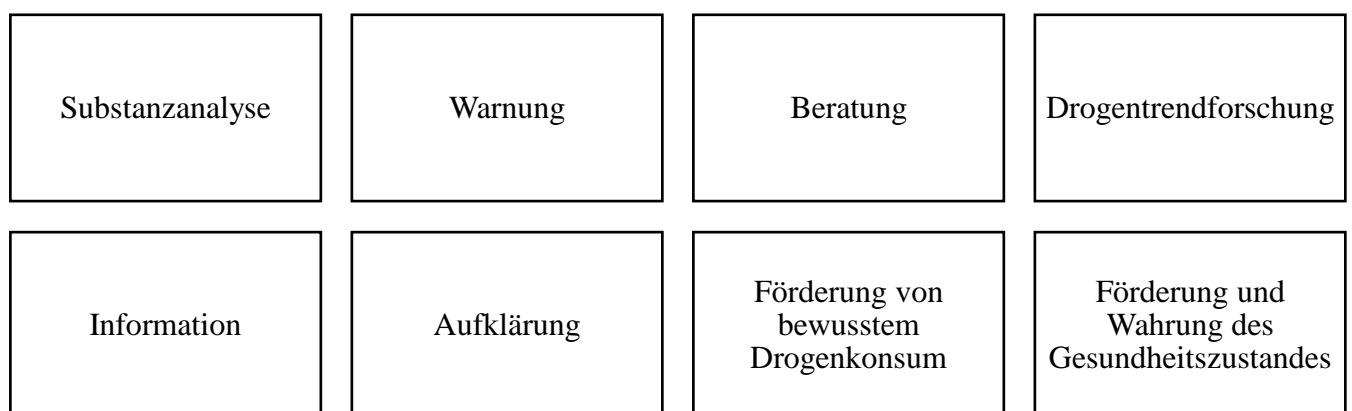 Substanzanalyse
Warnung
Beratung
Drogentrendforschung
Information
Aufklärung
Förderung von
bewusstem
Drogenkonsum
Förderung und
Wahrung des
Gesundheitszustandes